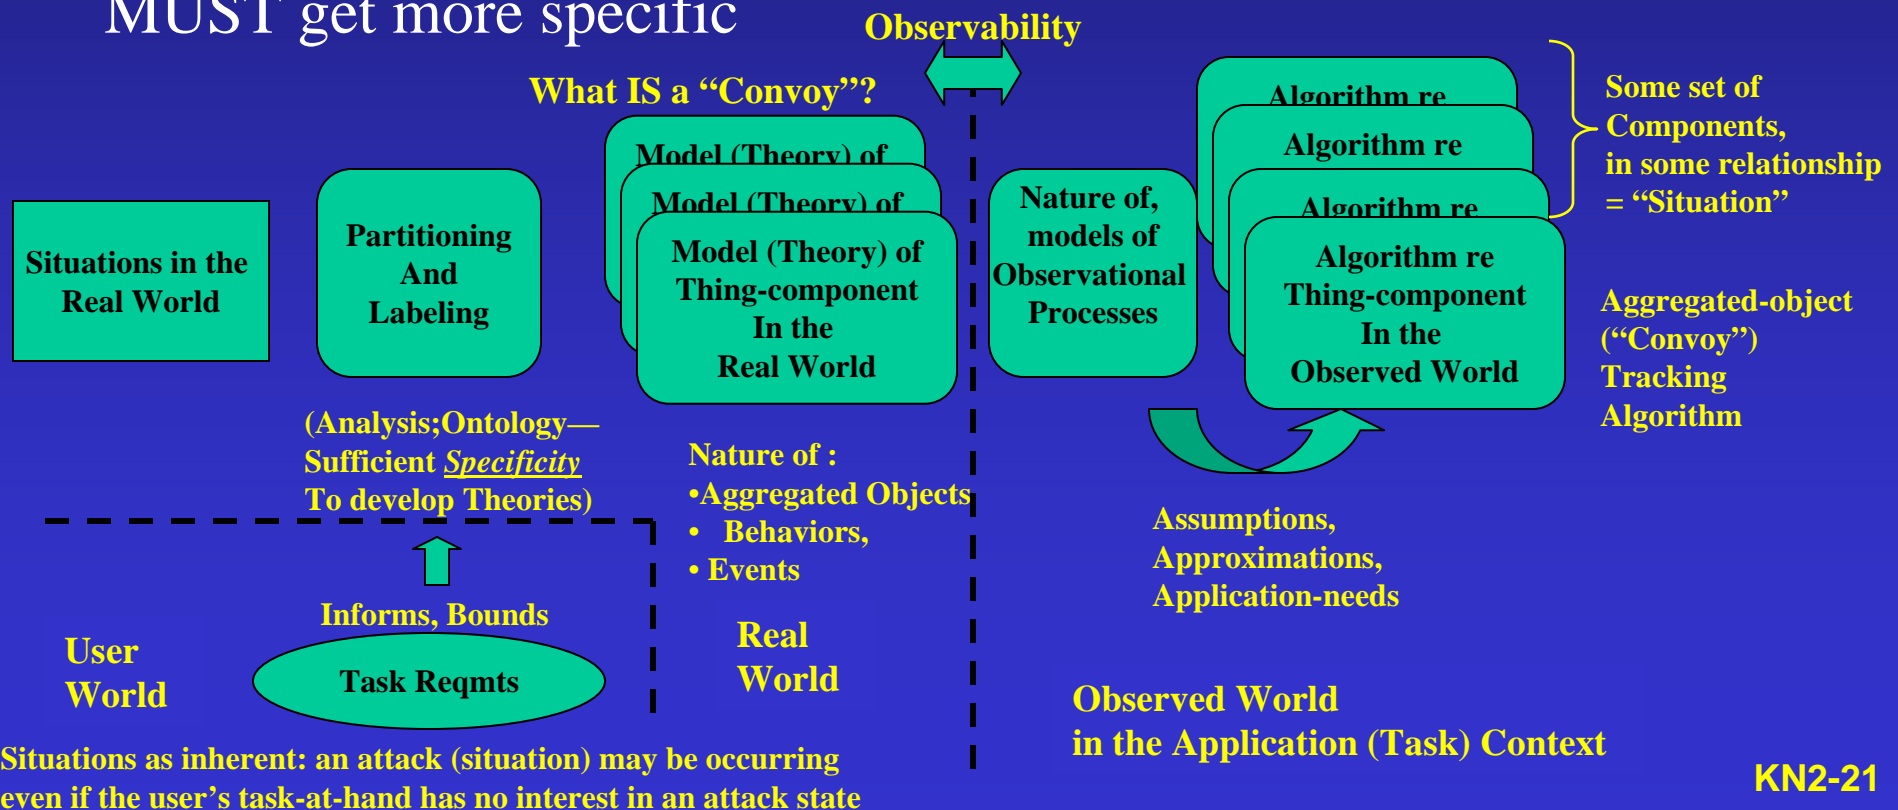 MUST get more specific
Observability
What IS a “Convoy”?
Situations in the
Real World
Partitioning
And
Labeling
Model (Theory) of
Model (Theory) of
Model (Theory) of
Thing-component
In the
Real World
Nature of,
models of
Observational
Processes
Algorithm re
Algorithm re
Algorithm re
Algorithm re
Thing-component
In the
Observed World
Some set of
Components,
in some relationship
= “Situation”
Aggregated-object
(“Convoy”)
Tracking
Algorithm
(Analysis;Ontology—
Sufficient Specificity
To develop Theories)
Nature of :
•Aggregated Objects
• Behaviors,
• Events
Assumptions,
Approximations,
Application-needs
Informs, Bounds
Task Reqmts
User
World
Real
World
Observed World
in the Application (Task) Context
Situations as inherent: an attack (situation) may be occurring
even if the user’s task-at-hand has no interest in an attack state
KN2-21